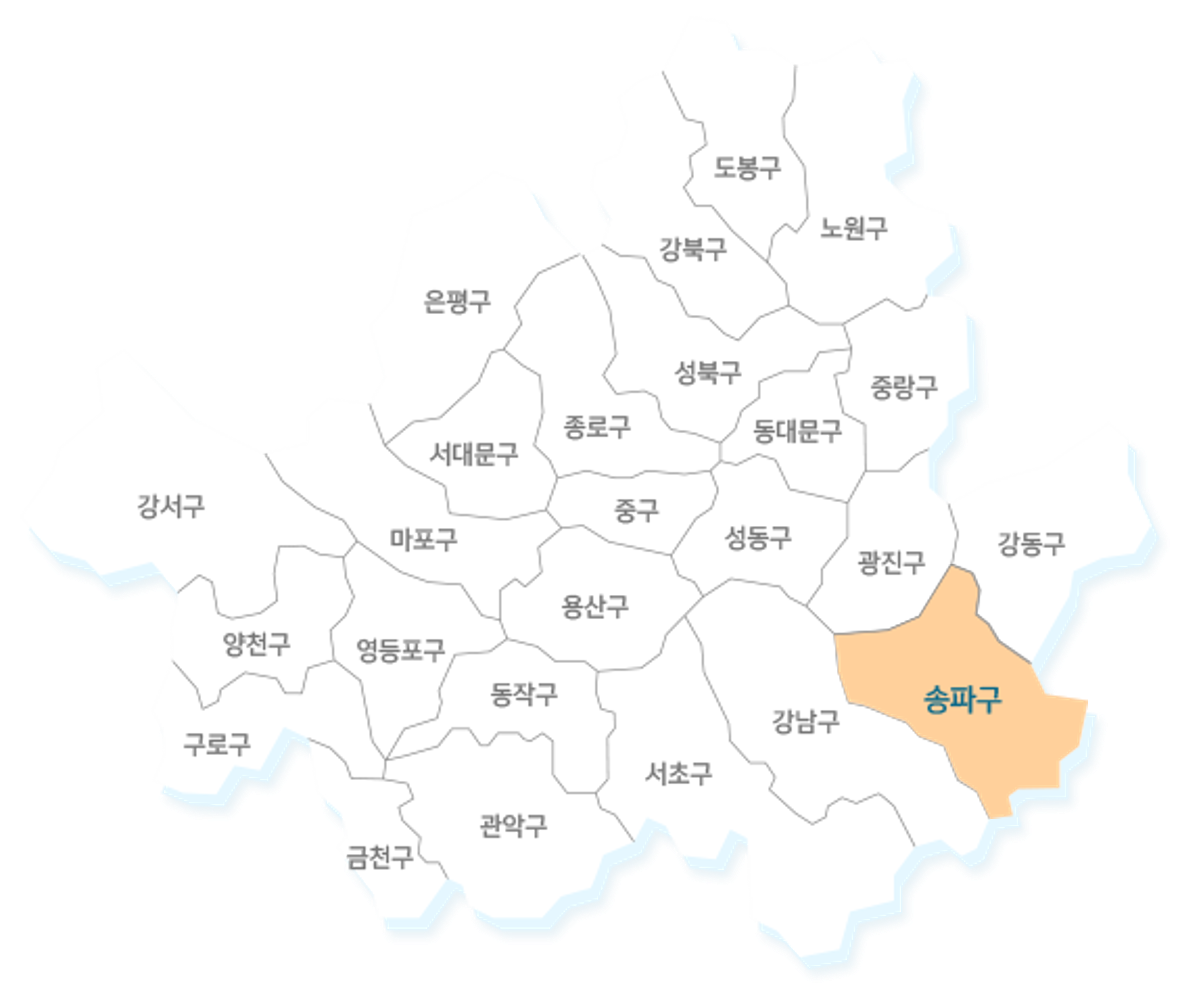 도봉구
노원구
강북구
은평구
성북구
중랑구
종로구
동대문구
서대문구
강서구
중구
마포구
성동구
강동구
광진구
용산구
양천구
영등포구
동작구
송파구
강남구
구로구
서초구
관악구
금천구